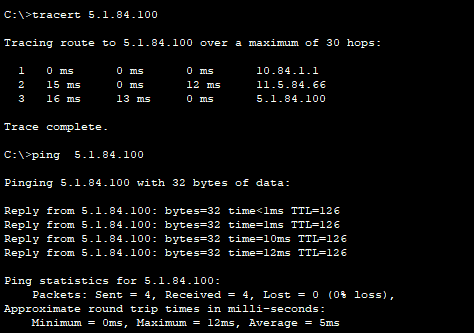 C:\>tracert 5.1.84.100
Tracing route to 5.1.84.100 over a maximum of 30 hops:
1 0 ms 0 ms 0 ms 10.84.1.1
2 15 ms 0 ms 12 ms 11.5.84.66
3 16 ms 13 ms 0 ms 5.1.84.100
Trace complete.
C:\>ping 5.1.84.100
Pinging 5.1.84.100 with 32 bytes of data:
Reply from 5.1.84.100: bytes=32 time<1ms TTL=126
Reply from 5.1.84.100: bytes=32 time=1ms TTL=126
Reply from 5.1.84.100: bytes=32 time=10ms TTL=126
Reply from 5.1.84.100: bytes=32 time=12ms TTL=126
Ping statistics for 5.1.84.100:
Packets: Sent = 4, Received = 4, Lost = 0 (0% loss),
Approximate round trip times in milli-seconds:
Minimum = 0ms, Maximum = 12ms, Average = 5ms